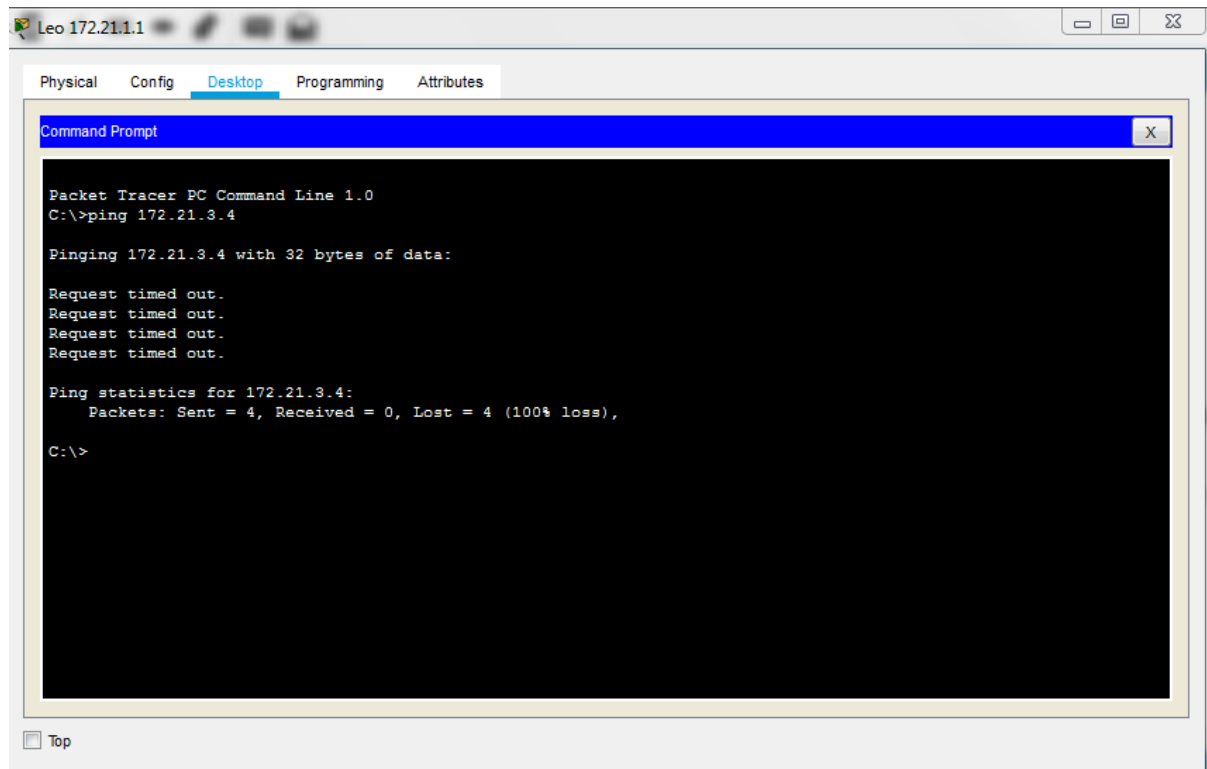 Leo 172.21.1.1
Physical Config Desktop Programming Attributes
Command Prompt
X
Packet Tracer PC Command Line 1.0
C:\>ping 172.21.3.4
Pinging 172.21.3.4 with 32 bytes of data:
Request timed out.
Request timed out.
Request timed out.
Request timed out.
Ping statistics for 172.21.3.4:
Packets: Sent = 4, Received = 0, Lost = 4 (100% loss),
C:\>
Top